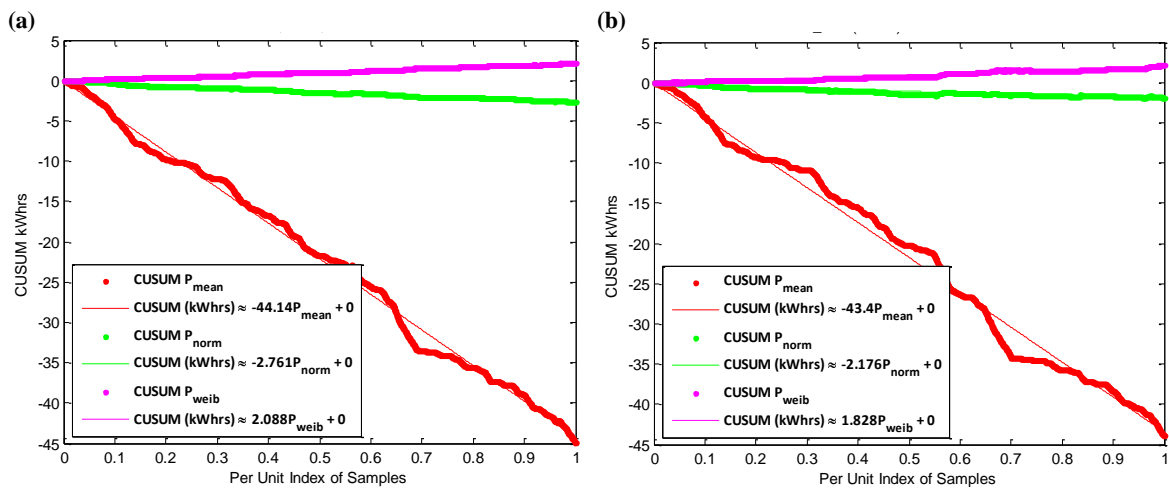 (a)
5
0
-5
-10
-15
-20
-25
-30
-35
-40
-45
CUSUM kWhrs
CUSUM Pmean
CUSUM (kWhrs) ≈ -44.14Pmean + 0
CUSUM Pnorm
CUSUM (kWhrs) ≈ -2.761Pnorm + 0
CUSUM Pweib
CUSUM (kWhrs) ≈ 2.088Pweib + 0
0 0.1 0.2 0.3 0.4 0.5 0.6 0.7 0.8 0.9 1
Per Unit Index of Samples
(b)
5
0
-5
-10
-15
-20
-25
-30
-35
-40
-45
CUSUM kWhrs
CUSUM Pmean
CUSUM (kWhrs) ≈ -43.4Pmean + 0
CUSUM Pnorm
CUSUM (kWhrs) ≈ -2.176Pnorm + 0
CUSUM Pweib
CUSUM (kWhrs) ≈ 1.828Pweib + 0
0 0.1 0.2 0.3 0.4 0.5 0.6 0.7 0.8 0.9 1
Per Unit Index of Samples